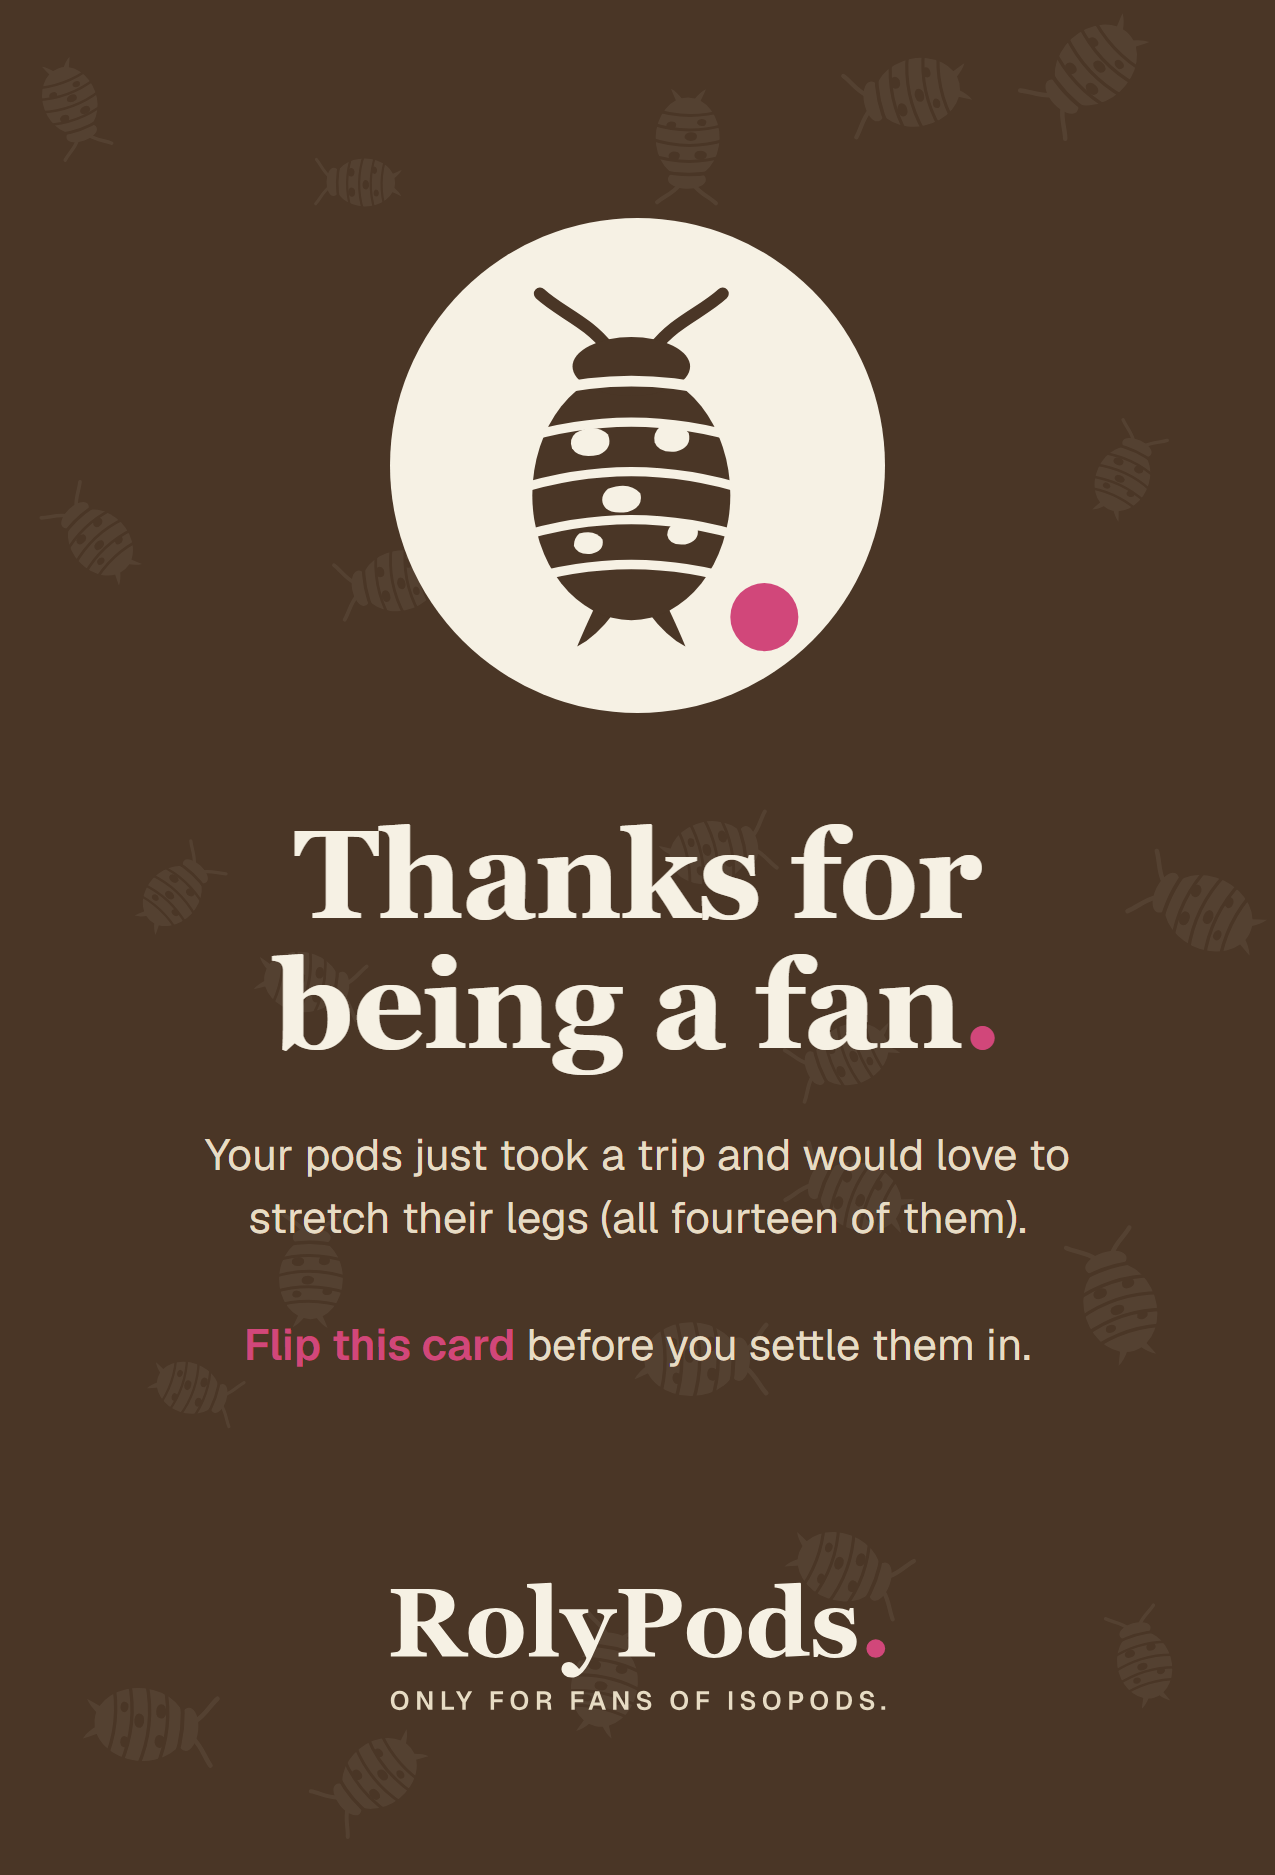 Thanks for
being a fan.
Your pods just took a trip and would love to
stretch their legs (all fourteen of them).
Flip this card before you settle them in.
RolyPods.
ONLY FOR FANS OF ISOPODS.